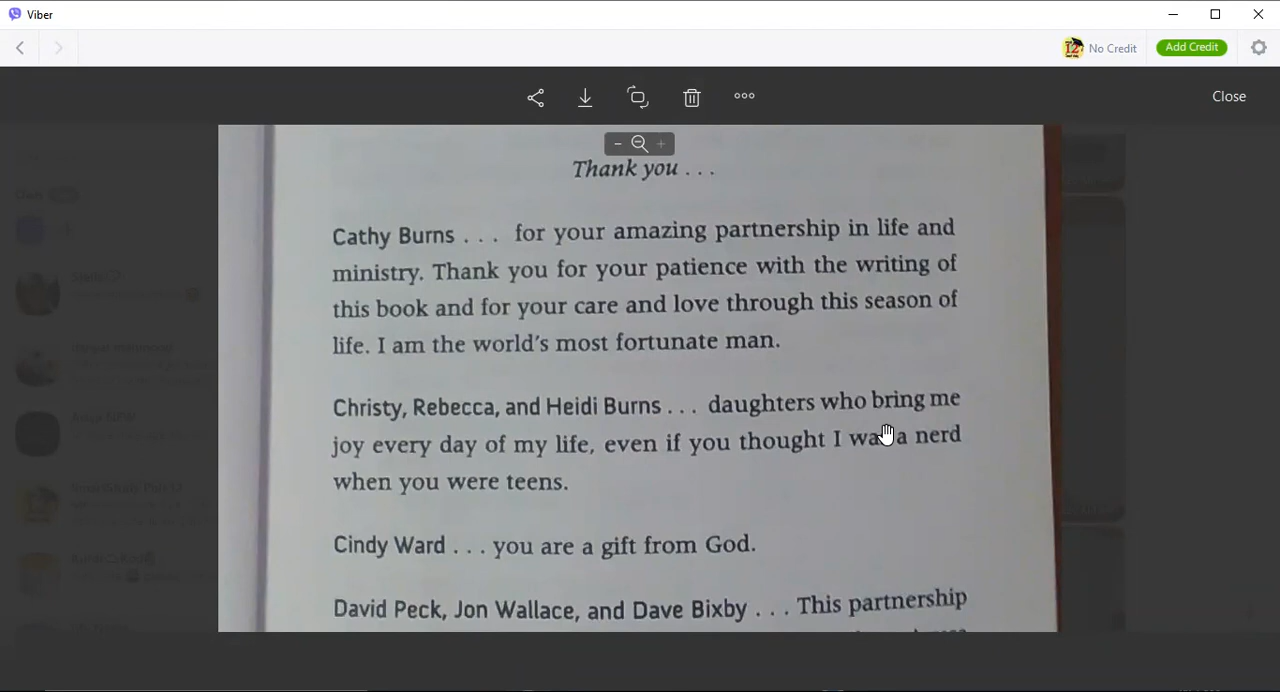 Viber
No Credit
Add Credit
Close
Thank you . . .
Cathy Burns . . . for your amazing partnership in life and
ministry. Thank you for your patience with the writing of
this book and for your care and love through this season of
life. I am the world's most fortunate man.
Christy, Rebecca, and Heidi Burns . . . daughters who bring me
joy every day of my life, even if you thought I was a nerd
when you were teens.
Cindy Ward . . . you are a gift from God.
David Peck, Jon Wallace, and Dave Bixby . . . This partnership